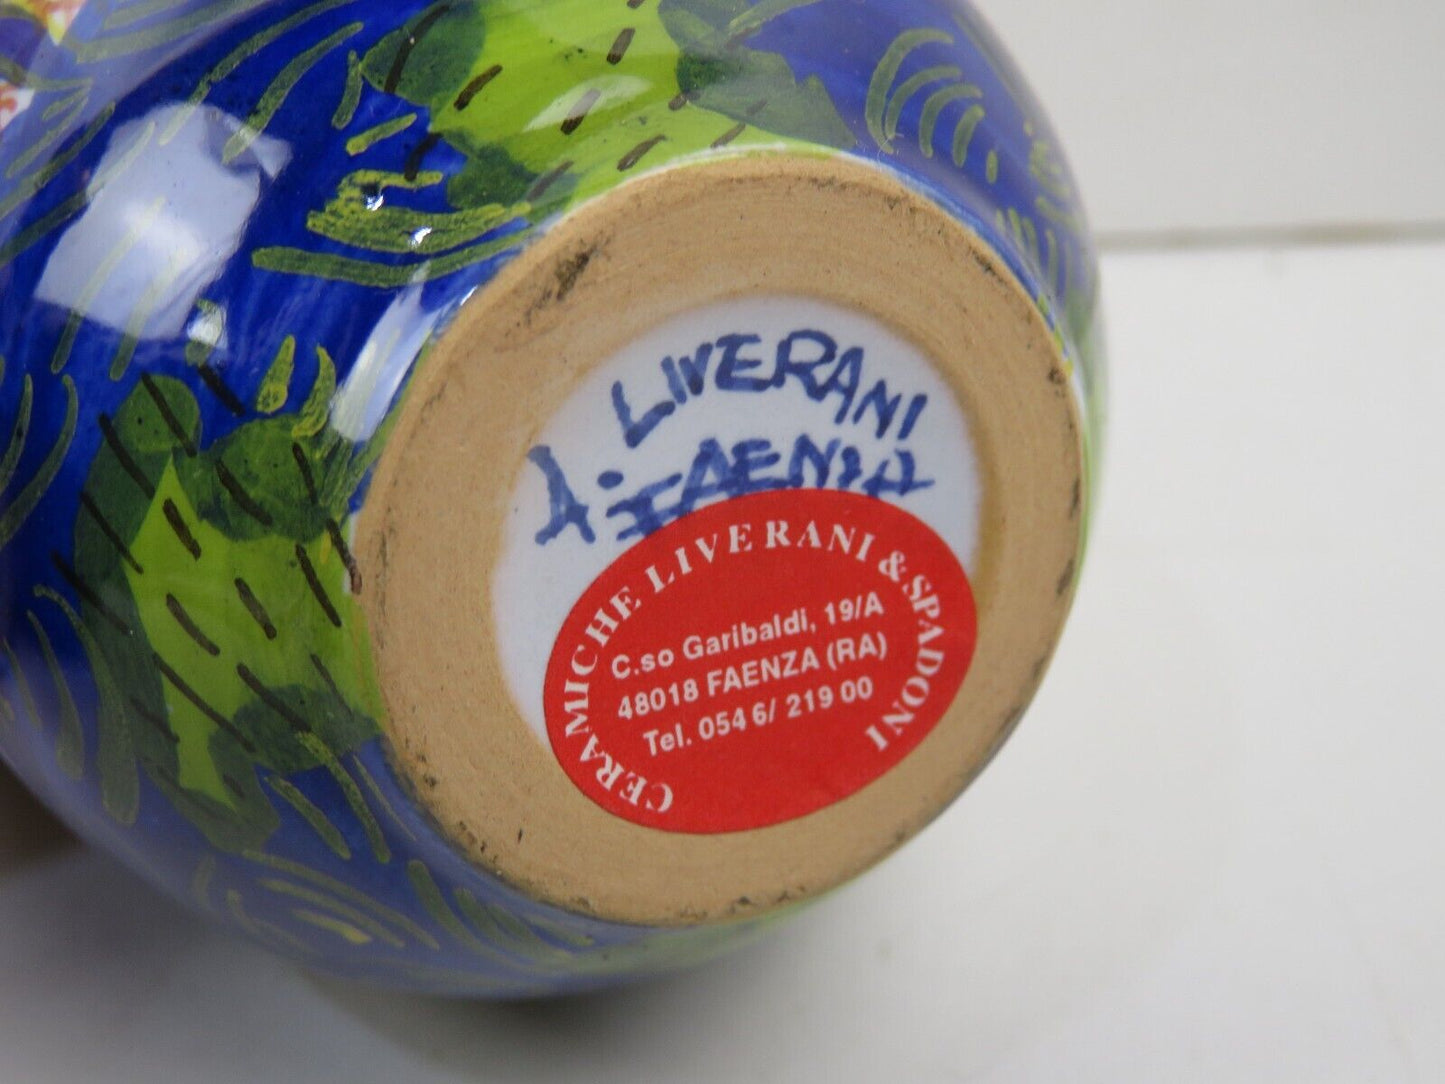 A. LIVERANI
FAENZA
CERAMICHE LIVERANI & SPADONI
C.so Garibaldi, 19/A
48018 FAENZA (RA)
Tel. 0546/ 219 00